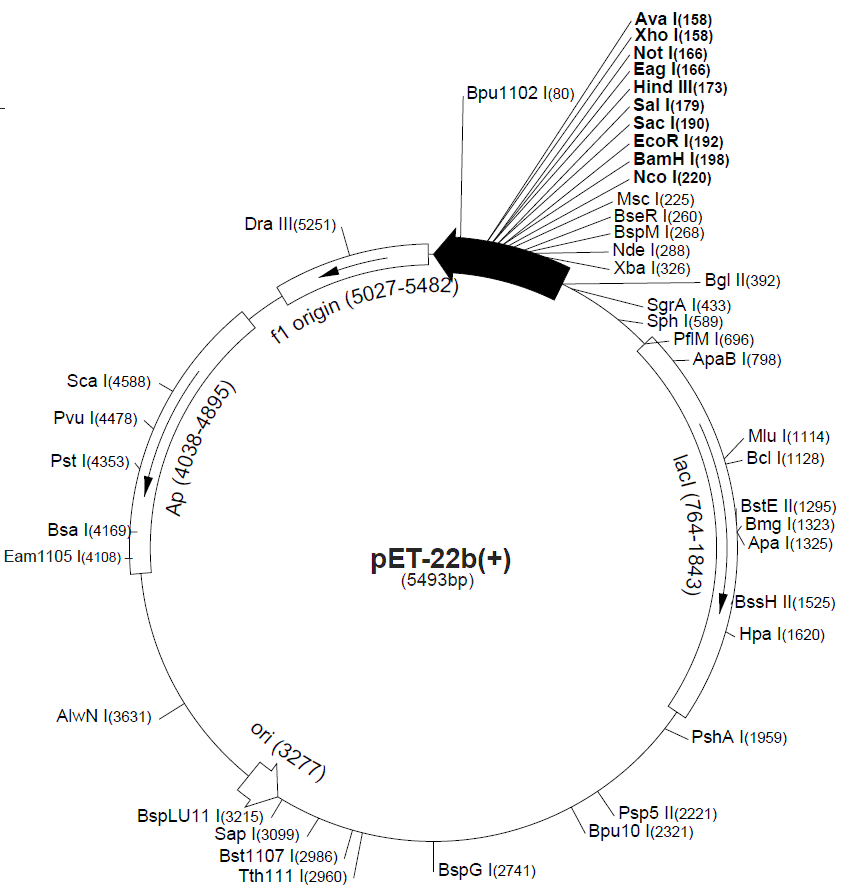 Ava I(158)
Xho I(158)
Not I(166)
Eag I(166)
Hind III(173)
Sal I(179)
Sac I(190)
EcoR I(192)
BamH I(198)
Nco I(220)
Bpu1102 I(80)
Msc I(225)
BseR I(260)
BspM I(268)
Nde I(288)
Xba I(326)
Bgl II(392)
SgrA I(433)
Sph I(589)
PflM I(696)
ApaB I(798)
Mlu I(1114)
Bcl I(1128)
BstE II(1295)
Bmg I(1323)
Apa I(1325)
BssH II(1525)
Hpa I(1620)
PshA I(1959)
Psp5 II(2221)
Bpu10 I(2321)
BspG I(2741)
Tth111 I(2960)
Bst1107 I(2986)
Sap I(3099)
BspLU11 I(3215)
AlwN I(3631)
Eam1105 I(4108)
Bsa I(4169)
Pst I(4353)
Pvu I(4478)
Sca I(4588)
Dra III(5251)
f1 origin (5027-5482)
Ap (4038-4895)
lacI (764-1843)
ori (3277)
pET-22b(+)
(5493bp)